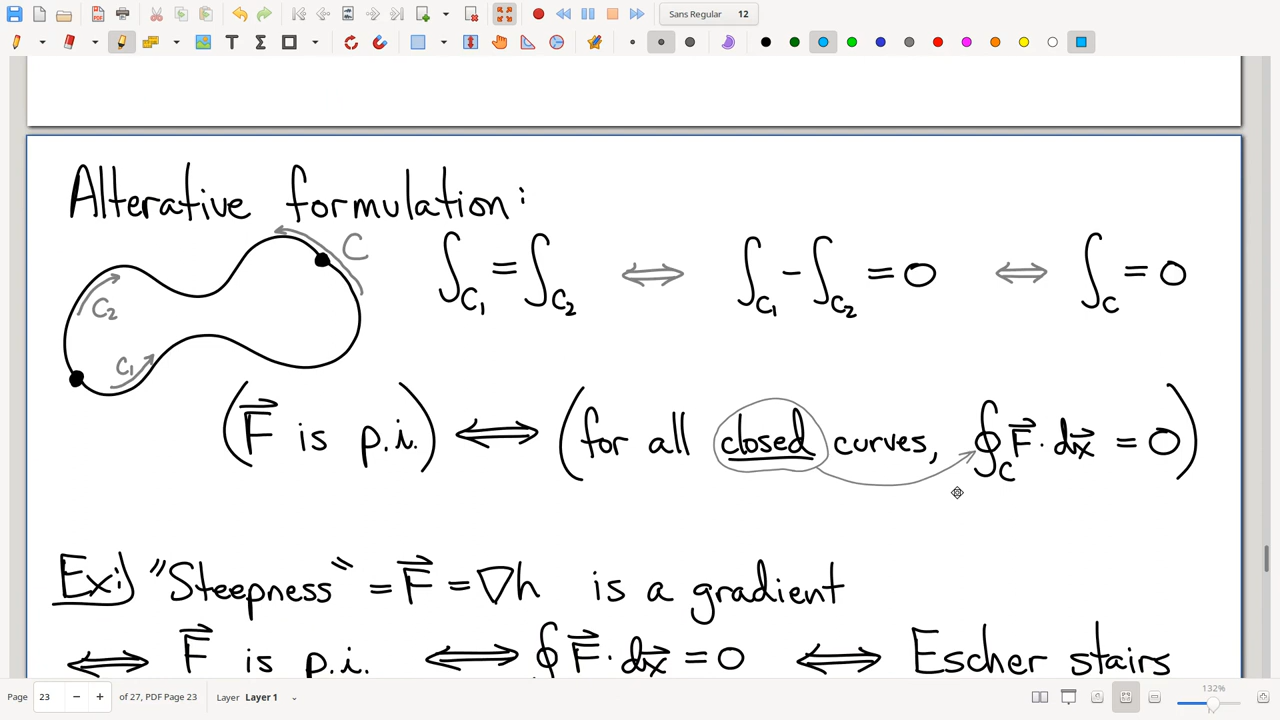 Sans Regular 12
Alterative formulation:
C
C₂
C₁
∫_{C₁} = ∫_{C₂} ⟺ ∫_{C₁} − ∫_{C₂} = 0 ⟺ ∫_C = 0
(F⃗ is p.i.) ⟺ (for all closed curves, ∮_C F⃗ · dx⃗ = 0)
Ex:) "Steepness" = F⃗ = ∇h is a gradient
⟺ F⃗ is p.i. ⟺ ∮ F⃗ · dx⃗ = 0 ⟺ Escher stairs
Page 23 − + of 27, PDF Page 23 Layer Layer 1 132%